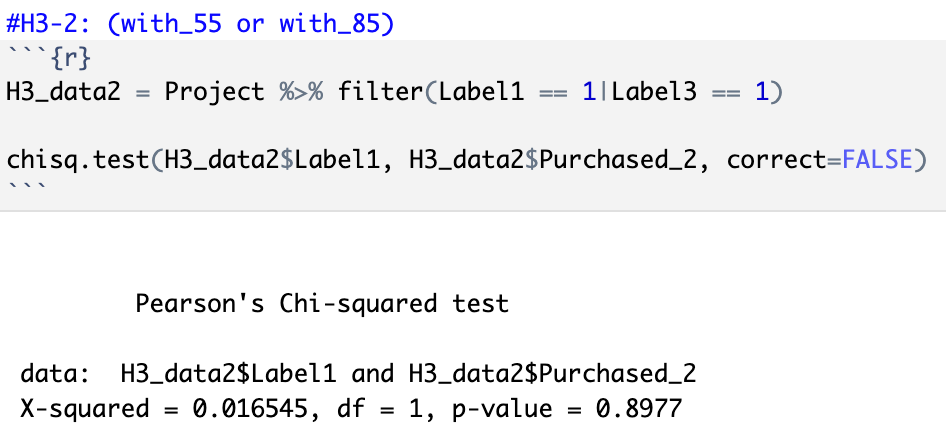 #H3-2: (with_55 or with_85)
```{r}
H3_data2 = Project %>% filter(Label1 == 1|Label3 == 1)
chisq.test(H3_data2$Label1, H3_data2$Purchased_2, correct=FALSE)
```
Pearson's Chi-squared test
data:  H3_data2$Label1 and H3_data2$Purchased_2
X-squared = 0.016545, df = 1, p-value = 0.8977